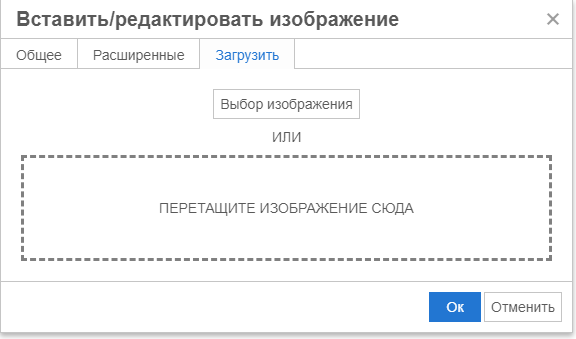 Вставить/редактировать изображение
Общее Расширенные Загрузить
Выбор изображения
ИЛИ
ПЕРЕТАЩИТЕ ИЗОБРАЖЕНИЕ СЮДА
Ок Отменить